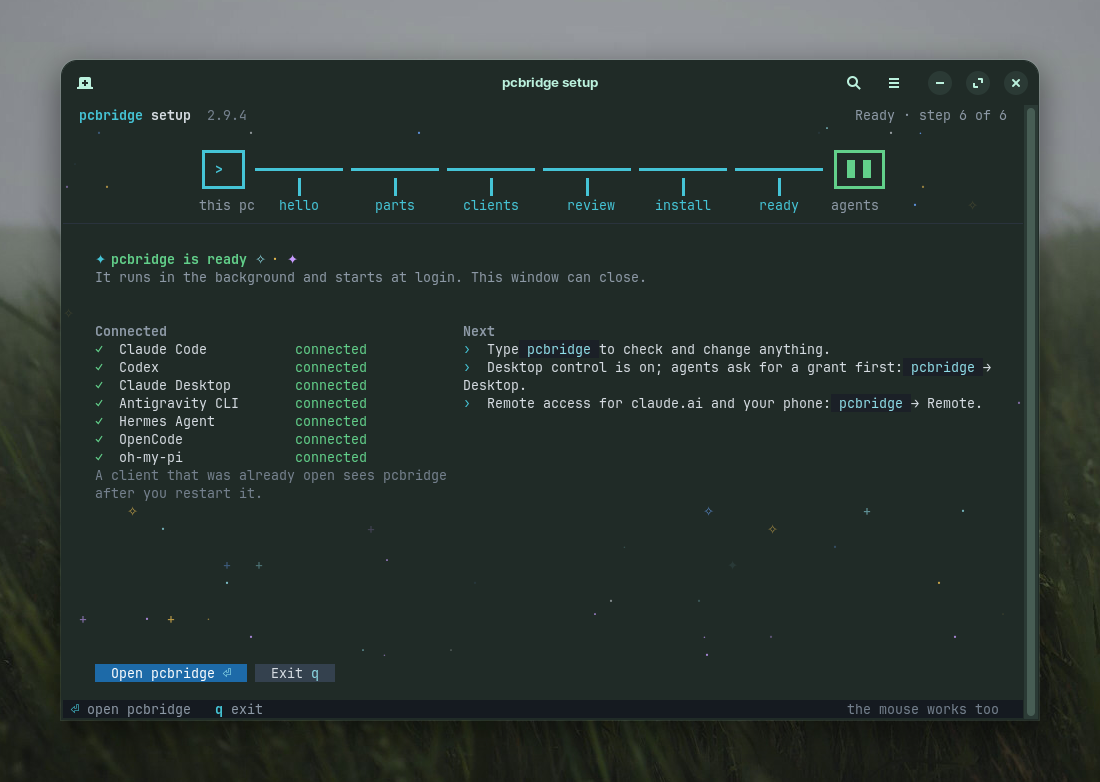 pcbridge setup
pcbridge setup 2.9.4
Ready · step 6 of 6
>
this pc hello parts clients review install ready agents
pcbridge is ready
It runs in the background and starts at login. This window can close.
Connected
✓ Claude Code connected
✓ Codex connected
✓ Claude Desktop connected
✓ Antigravity CLI connected
✓ Hermes Agent connected
✓ OpenCode connected
✓ oh-my-pi connected
A client that was already open sees pcbridge
after you restart it.
Next
› Type pcbridge to check and change anything.
› Desktop control is on; agents ask for a grant first: pcbridge →
Desktop.
› Remote access for claude.ai and your phone: pcbridge → Remote.
Open pcbridge ⏎ Exit q
⏎ open pcbridge q exit
the mouse works too